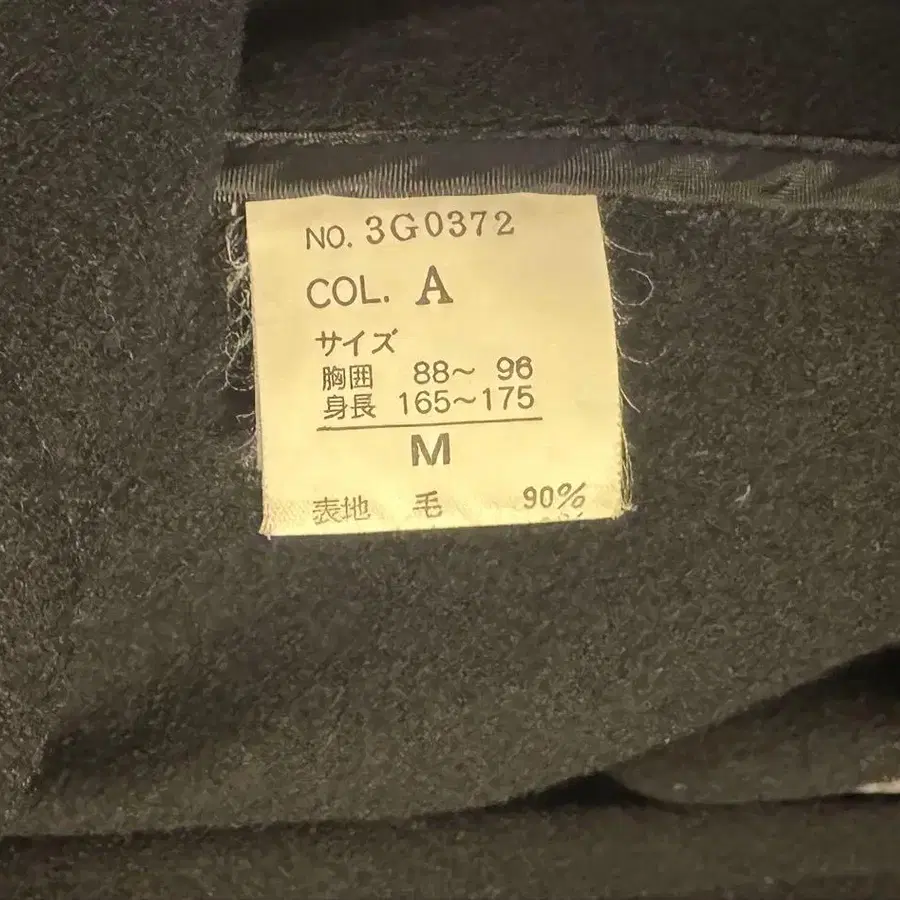 NO. 3G0372
COL. A
サイズ
胸囲 88～ 96
身長 165～175
M
表地 毛 90%